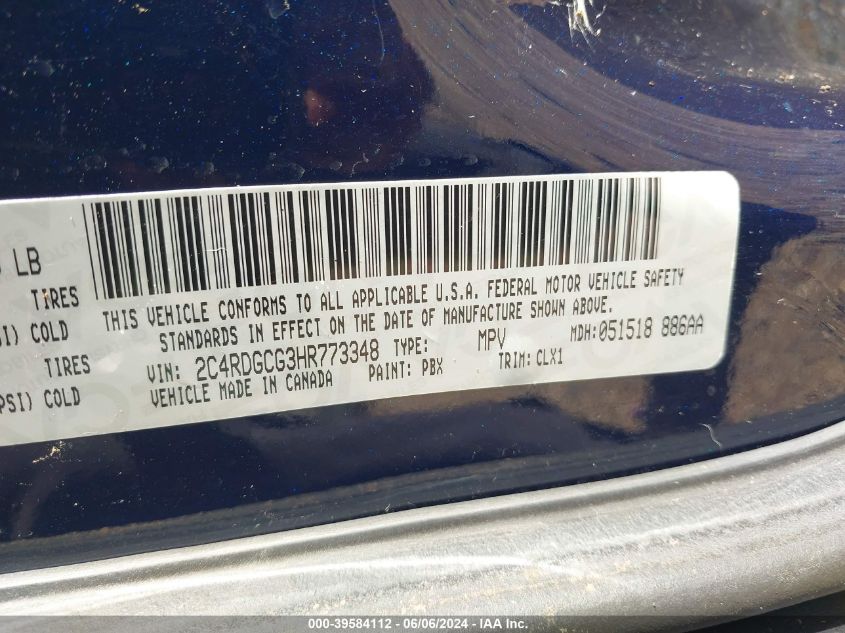 LB
TIRES
SI) COLD
TIRES
PSI) COLD
THIS VEHICLE CONFORMS TO ALL APPLICABLE U.S.A. FEDERAL MOTOR VEHICLE SAFETY
STANDARDS IN EFFECT ON THE DATE OF MANUFACTURE SHOWN ABOVE.
VIN: 2C4RDGCG3HR773348 TYPE: MPV MDH:051518 886AA
VEHICLE MADE IN CANADA PAINT: PBX TRIM: CLX1
000-39584112 - 06/06/2024 - IAA Inc.